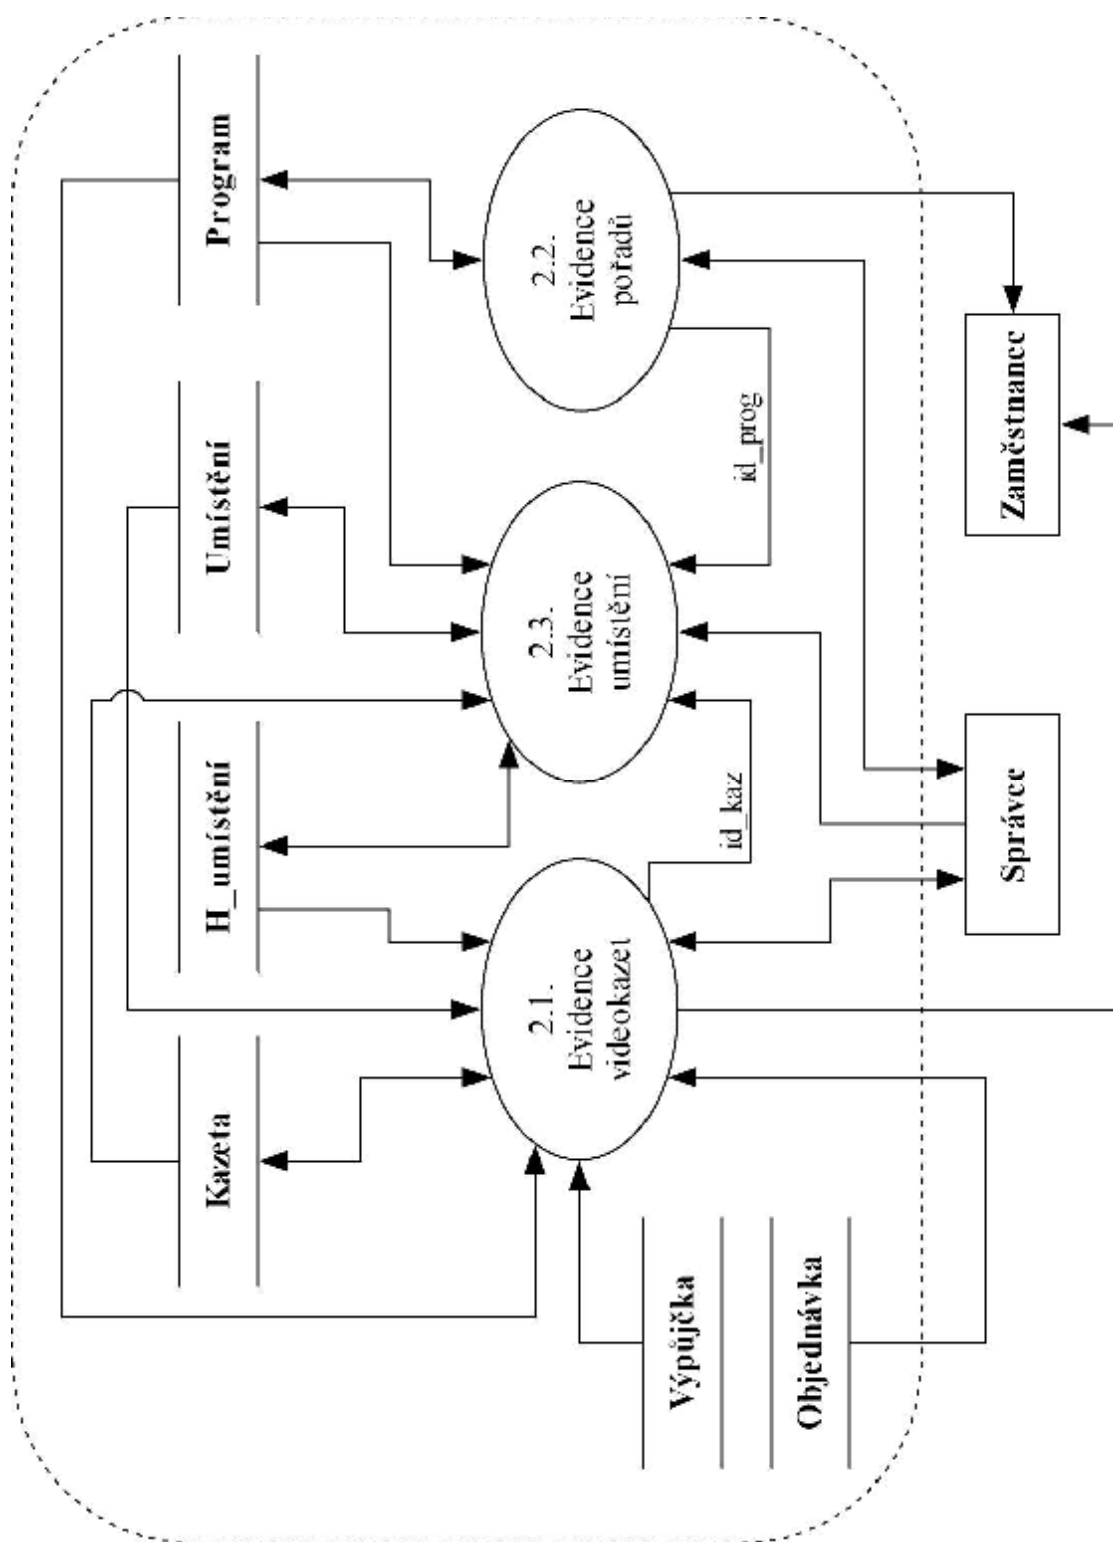 Kazeta
H_umístění
Umístění
Program
2.1.
Evidence
videokazet
2.3.
Evidence
umístění
2.2.
Evidence
pořadů
Výpůjčka
id_kaz
id_prog
Objednávka
Správce
Zaměstnanec